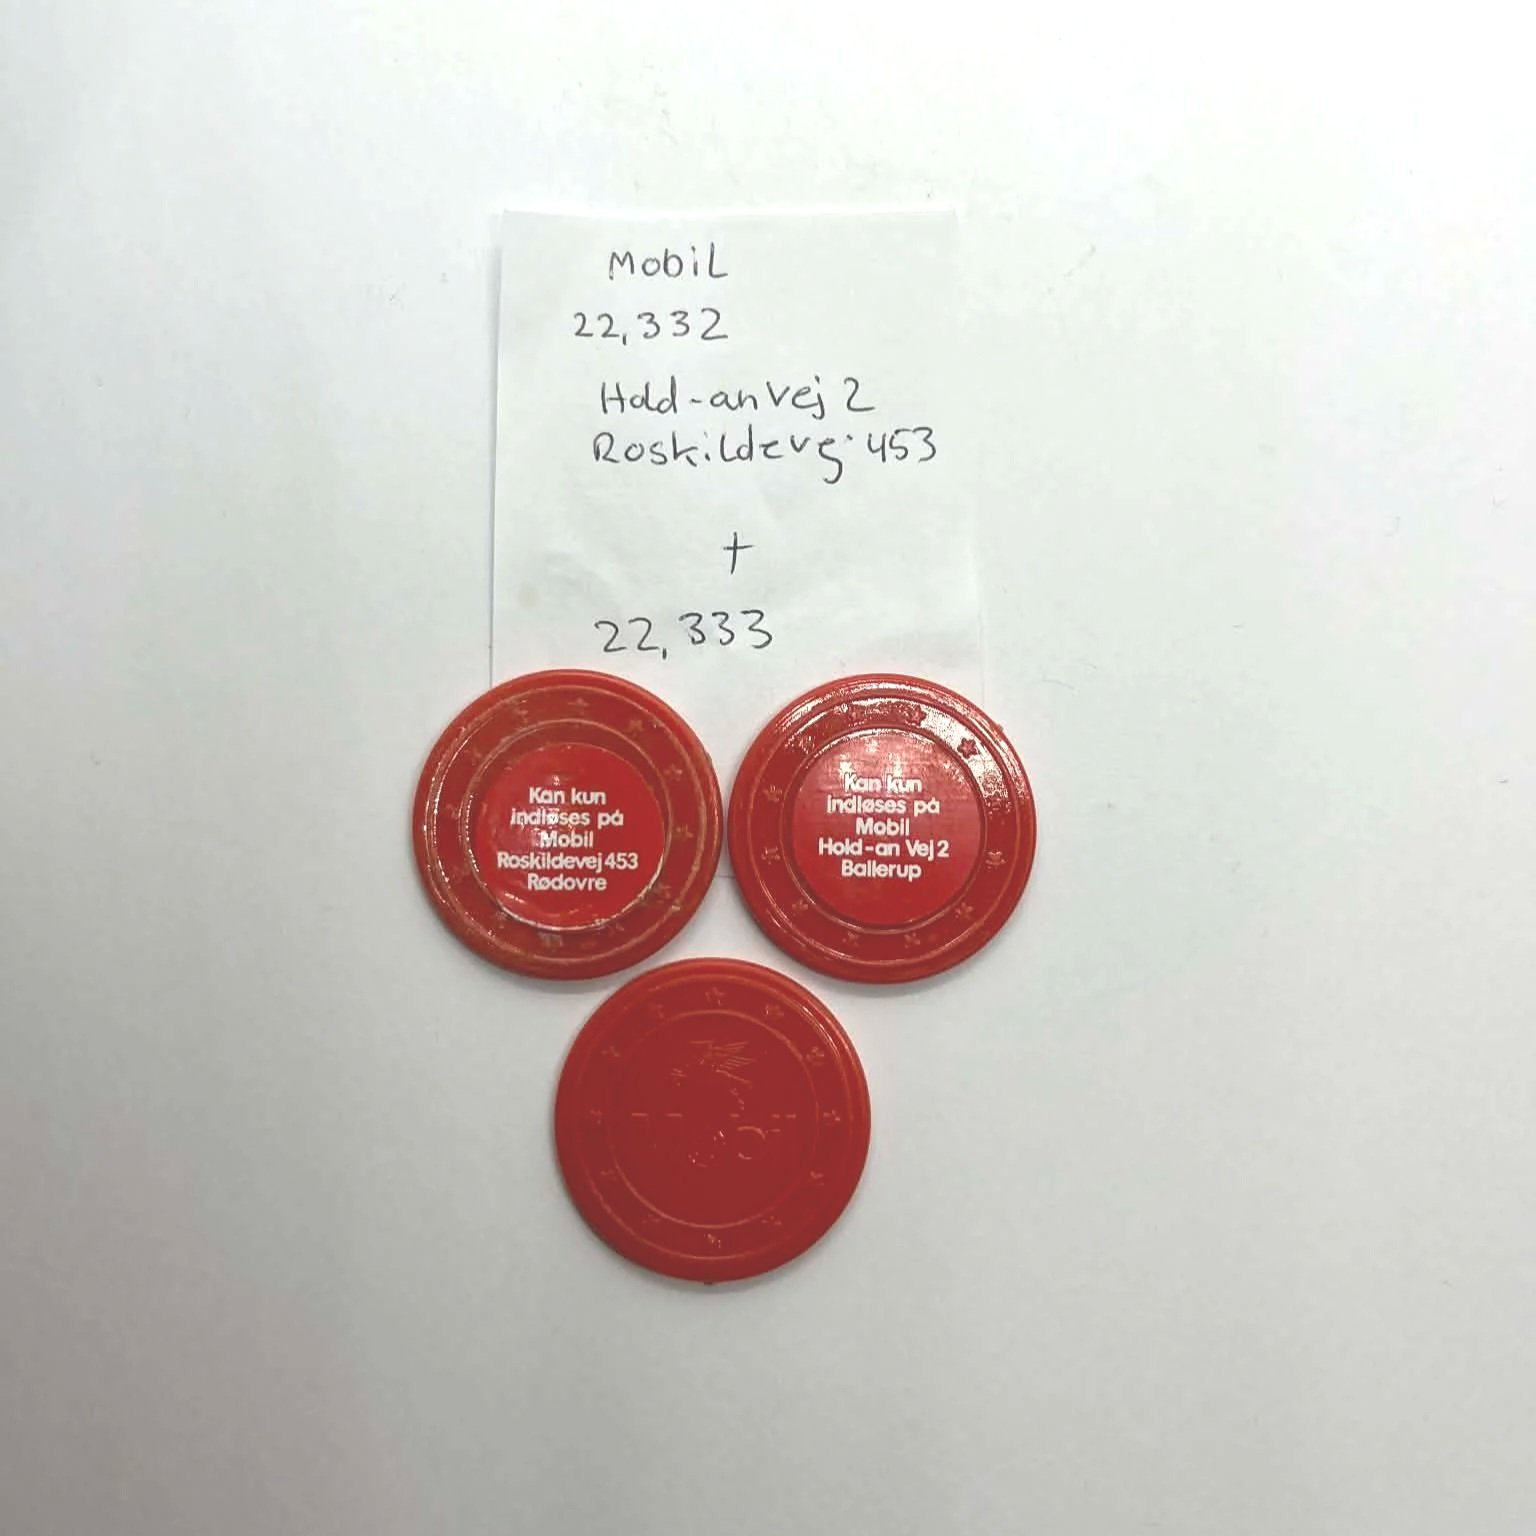 Mobil
22,332
Hold-an Vej 2
Roskildevej 453
+
22,333
Kan kun
indløses på
Mobil
Roskildevej 453
Rødovre
Kan kun
indløses på
Mobil
Hold-an Vej 2
Ballerup